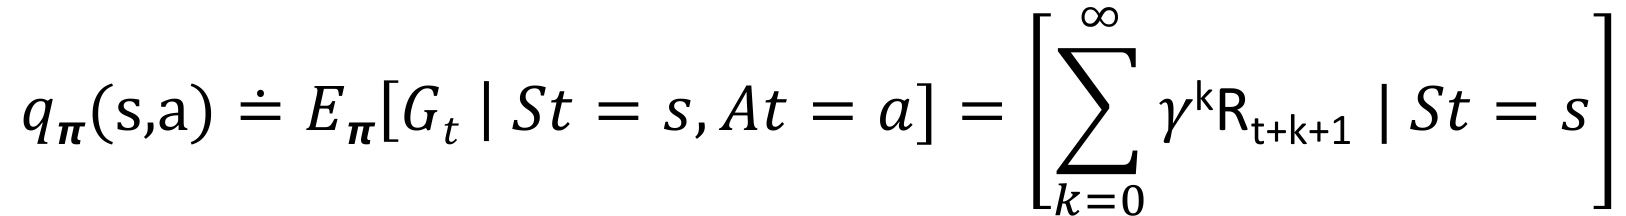 q_π(s,a) ≐ E_π[G_t | St = s, At = a] = [∑_{k=0}^{∞} γ^k R_{t+k+1} | St = s]